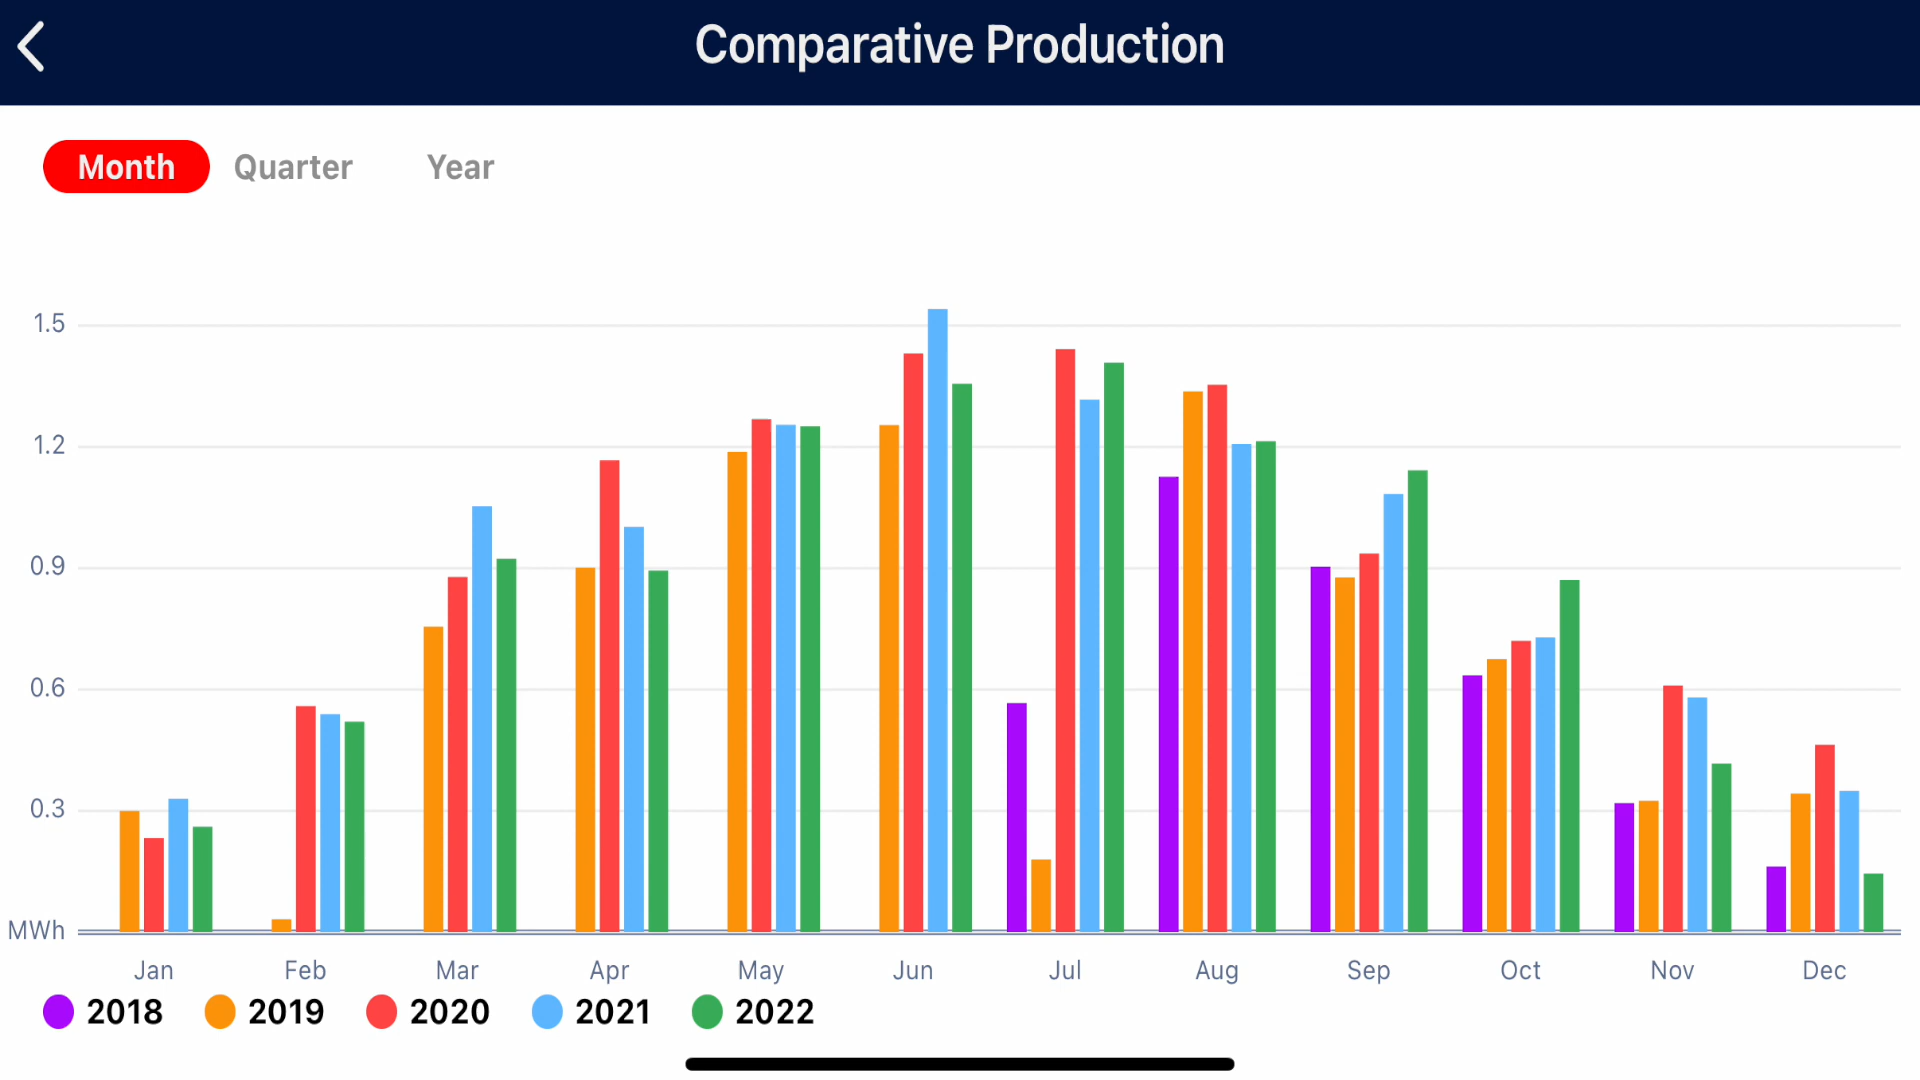 Comparative Production
Month Quarter Year
1.5
1.2
0.9
0.6
0.3
MWh
Jan Feb Mar Apr May Jun Jul Aug Sep Oct Nov Dec
2018 2019 2020 2021 2022